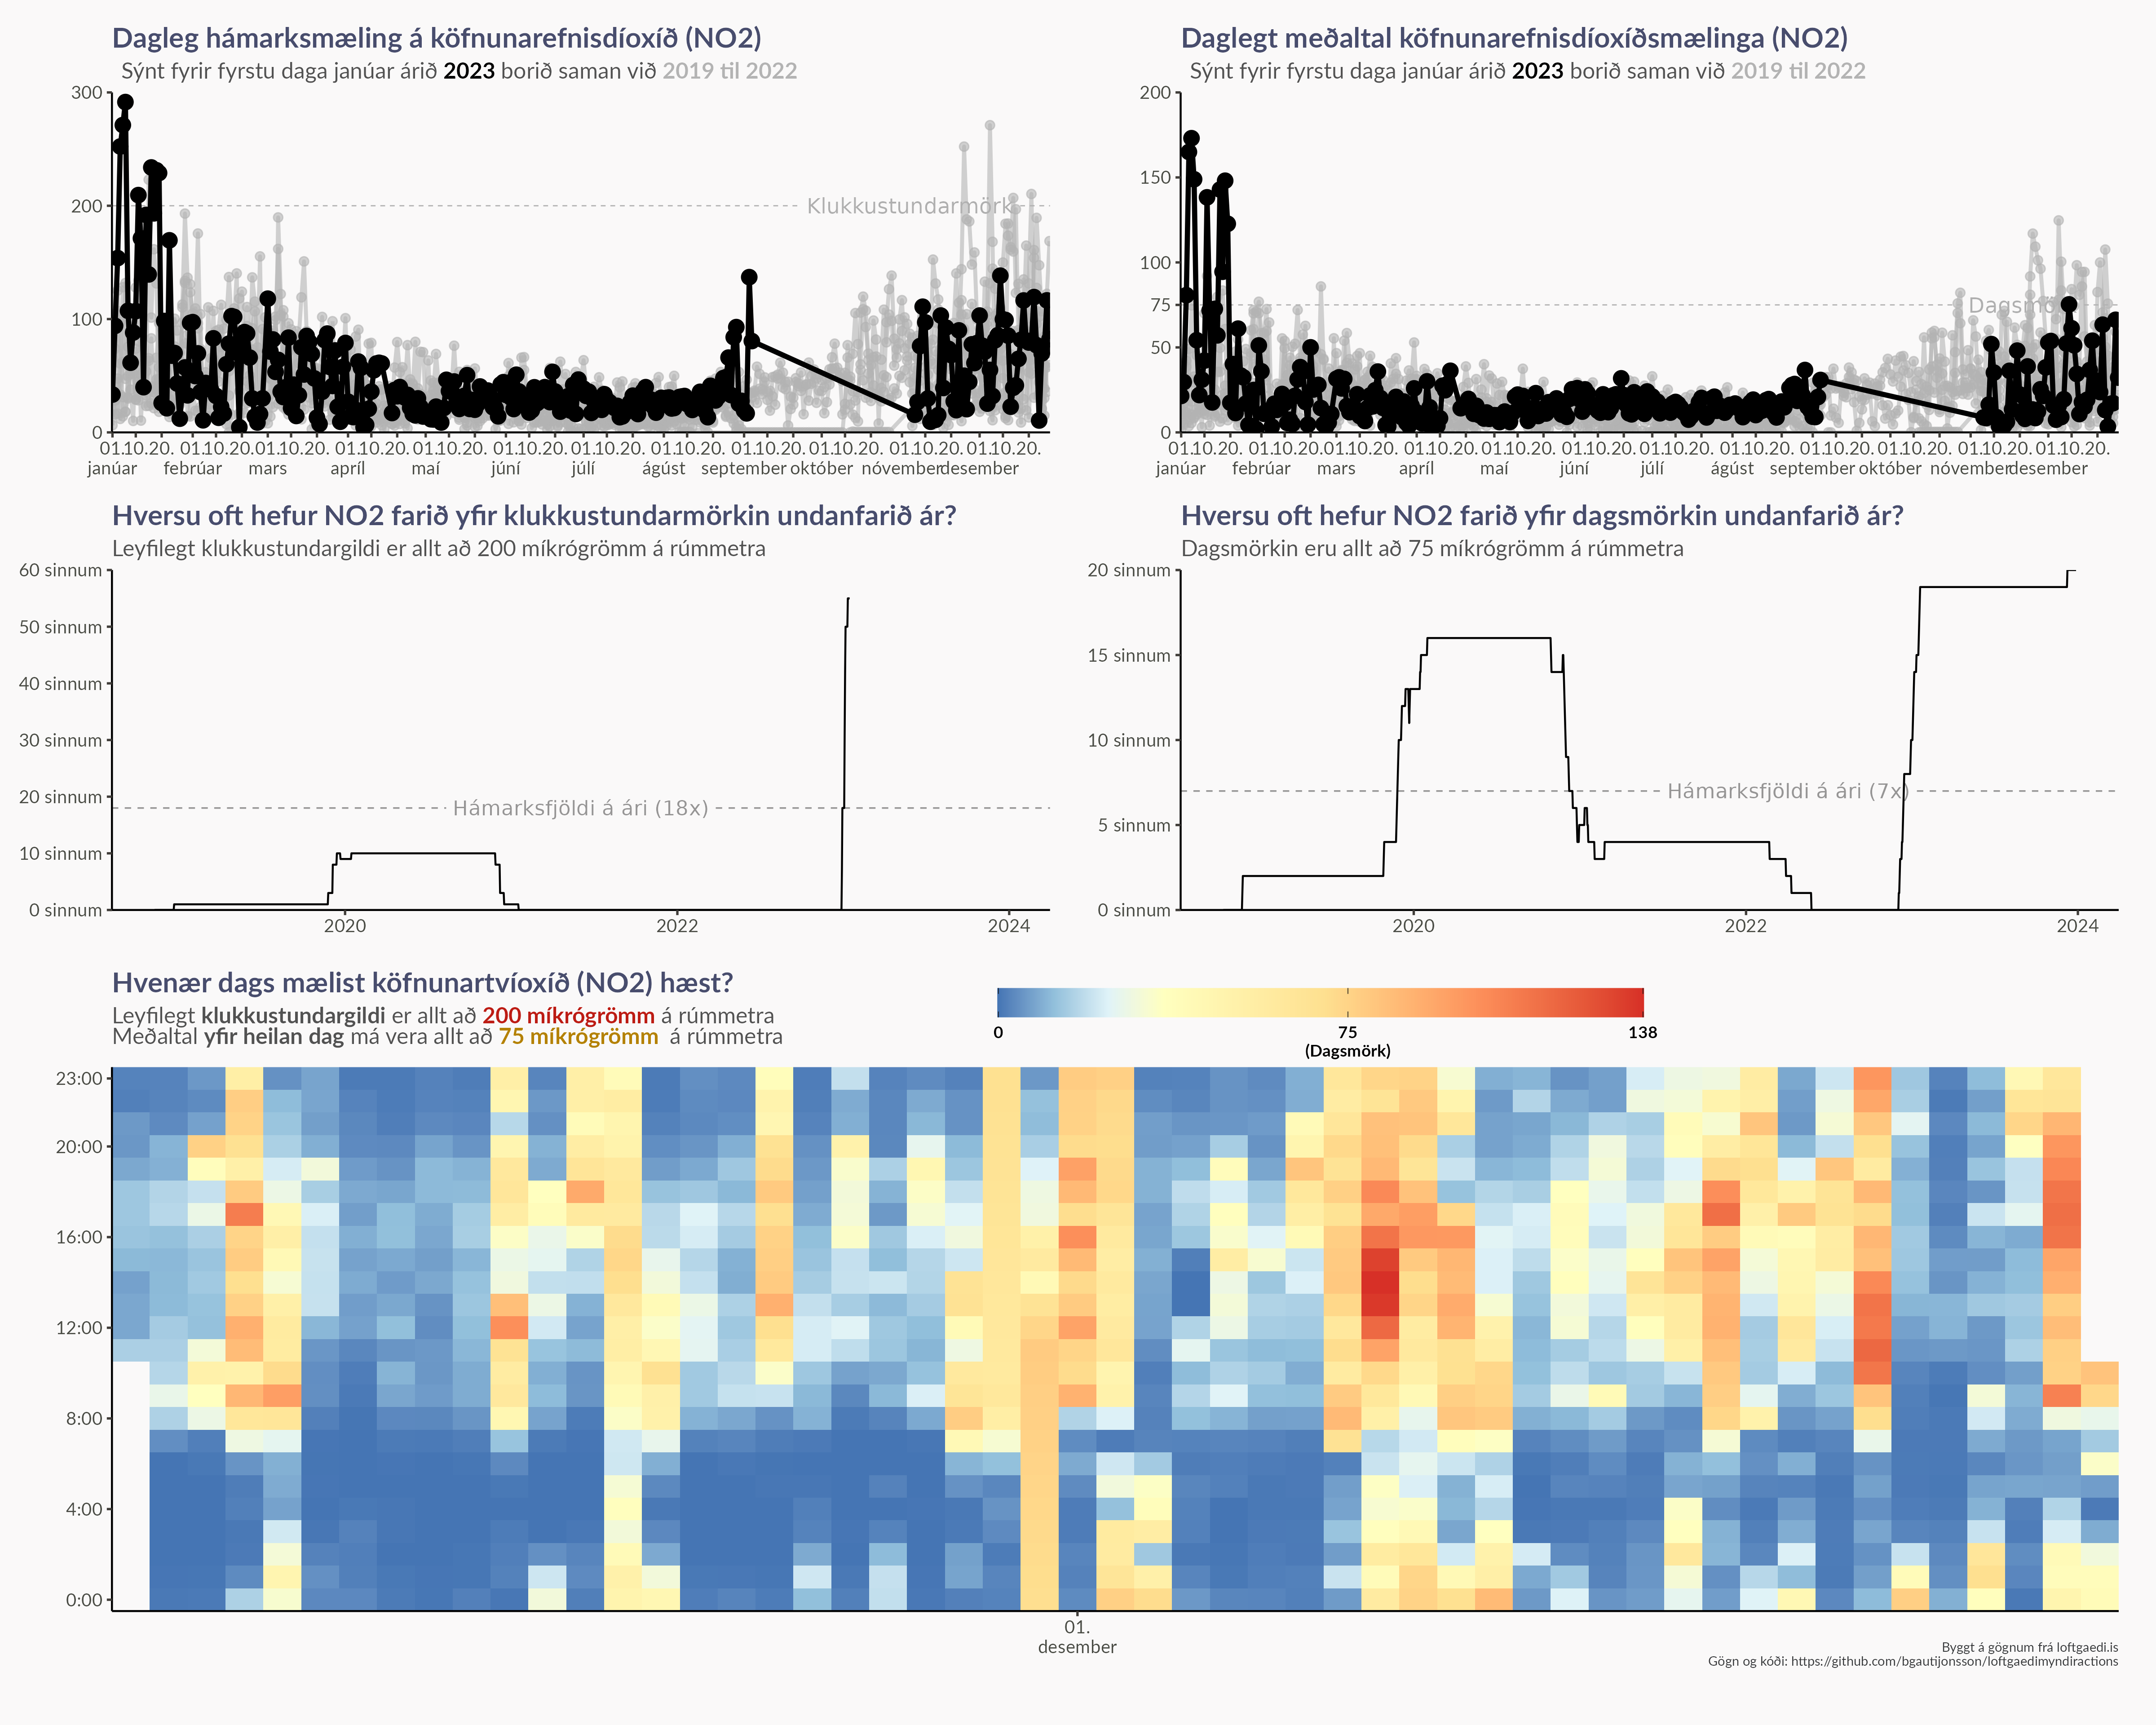 Dagleg hámarksmæling á köfnunarefnisdíoxíð (NO2)
Sýnt fyrir fyrstu daga janúar árið 2023 borið saman við 2019 til 2022
300
200
100
0
Klukkustundarmörk
01.10.20. 01.10.20. 01.10.20. 01.10.20. 01.10.20. 01.10.20. 01.10.20. 01.10.20. 01.10.20. 01.10.20. 01.10.20. 01.10.20.
janúar febrúar mars apríl maí júní júlí ágúst september október nóvember desember
Daglegt meðaltal köfnunarefnisdíoxíðsmælinga (NO2)
Sýnt fyrir fyrstu daga janúar árið 2023 borið saman við 2019 til 2022
200
150
100
75
50
0
01.10.20. 01.10.20. 01.10.20. 01.10.20. 01.10.20. 01.10.20. 01.10.20. 01.10.20. 01.10.20. 01.10.20. 01.10.20. 01.10.20.
janúar febrúar mars apríl maí júní júlí ágúst september október nóvember desember
Hversu oft hefur NO2 farið yfir klukkustundarmörkin undanfarið ár?
Leyfilegt klukkustundargildi er allt að 200 míkrógrömm á rúmmetra
60 sinnum
50 sinnum
40 sinnum
30 sinnum
20 sinnum
10 sinnum
0 sinnum
Hámarksfjöldi á ári (18x)
2020 2022 2024
Hversu oft hefur NO2 farið yfir dagsmörkin undanfarið ár?
Dagsmörkin eru allt að 75 míkrógrömm á rúmmetra
20 sinnum
15 sinnum
10 sinnum
5 sinnum
0 sinnum
Hámarksfjöldi á ári (7x)
2020 2022 2024
Hvenær dags mælist köfnunartvíoxíð (NO2) hæst?
Leyfilegt klukkustundargildi er allt að 200 míkrógrömm á rúmmetra
Meðaltal yfir heilan dag má vera allt að 75 míkrógrömm á rúmmetra
0 75 138
(Dagsmörk)
23:00
20:00
16:00
12:00
8:00
4:00
0:00
01.
desember
Byggt á gögnum frá loftgaedi.is
Gögn og kóði: https://github.com/bgautijonsson/loftgaedimyndiractions